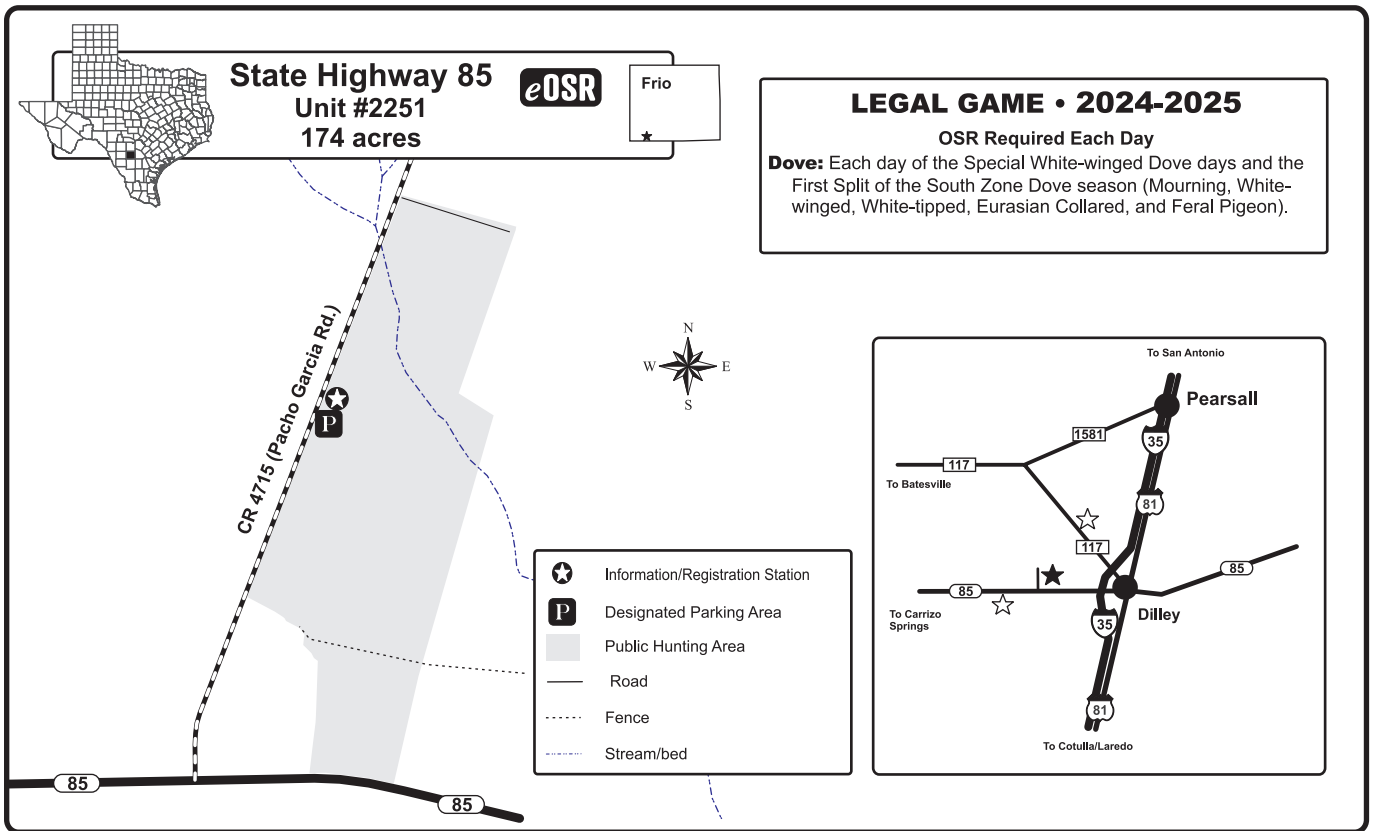 State Highway 85
Unit #2251
174 acres
eOSR
Frio
LEGAL GAME • 2024-2025
OSR Required Each Day
Dove: Each day of the Special White-winged Dove days and the
First Split of the South Zone Dove season (Mourning, White-
winged, White-tipped, Eurasian Collared, and Feral Pigeon).
CR 4715 (Pacho Garcia Rd.)
P
N
W
E
S
85
85
Information/Registration Station
P
Designated Parking Area
Public Hunting Area
Road
Fence
Stream/bed
To San Antonio
Pearsall
1581
35
117
To Batesville
81
117
85
85
To Carrizo
Springs
Dilley
35
81
To Cotulla/Laredo